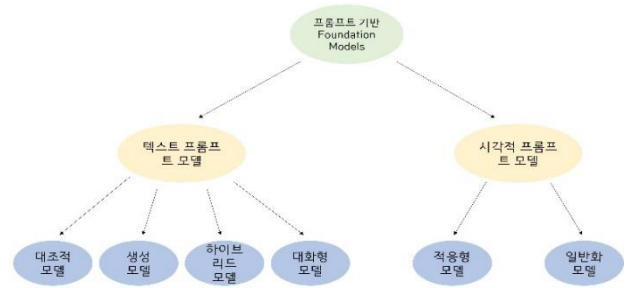 프롬프트 기반
Foundation
Models
텍스트 프롬프
트 모델
시각적 프롬프
트 모델
대조적
모델
생성
모델
하이브
리드
모델
대화형
모델
적응형
모델
일반화
모델